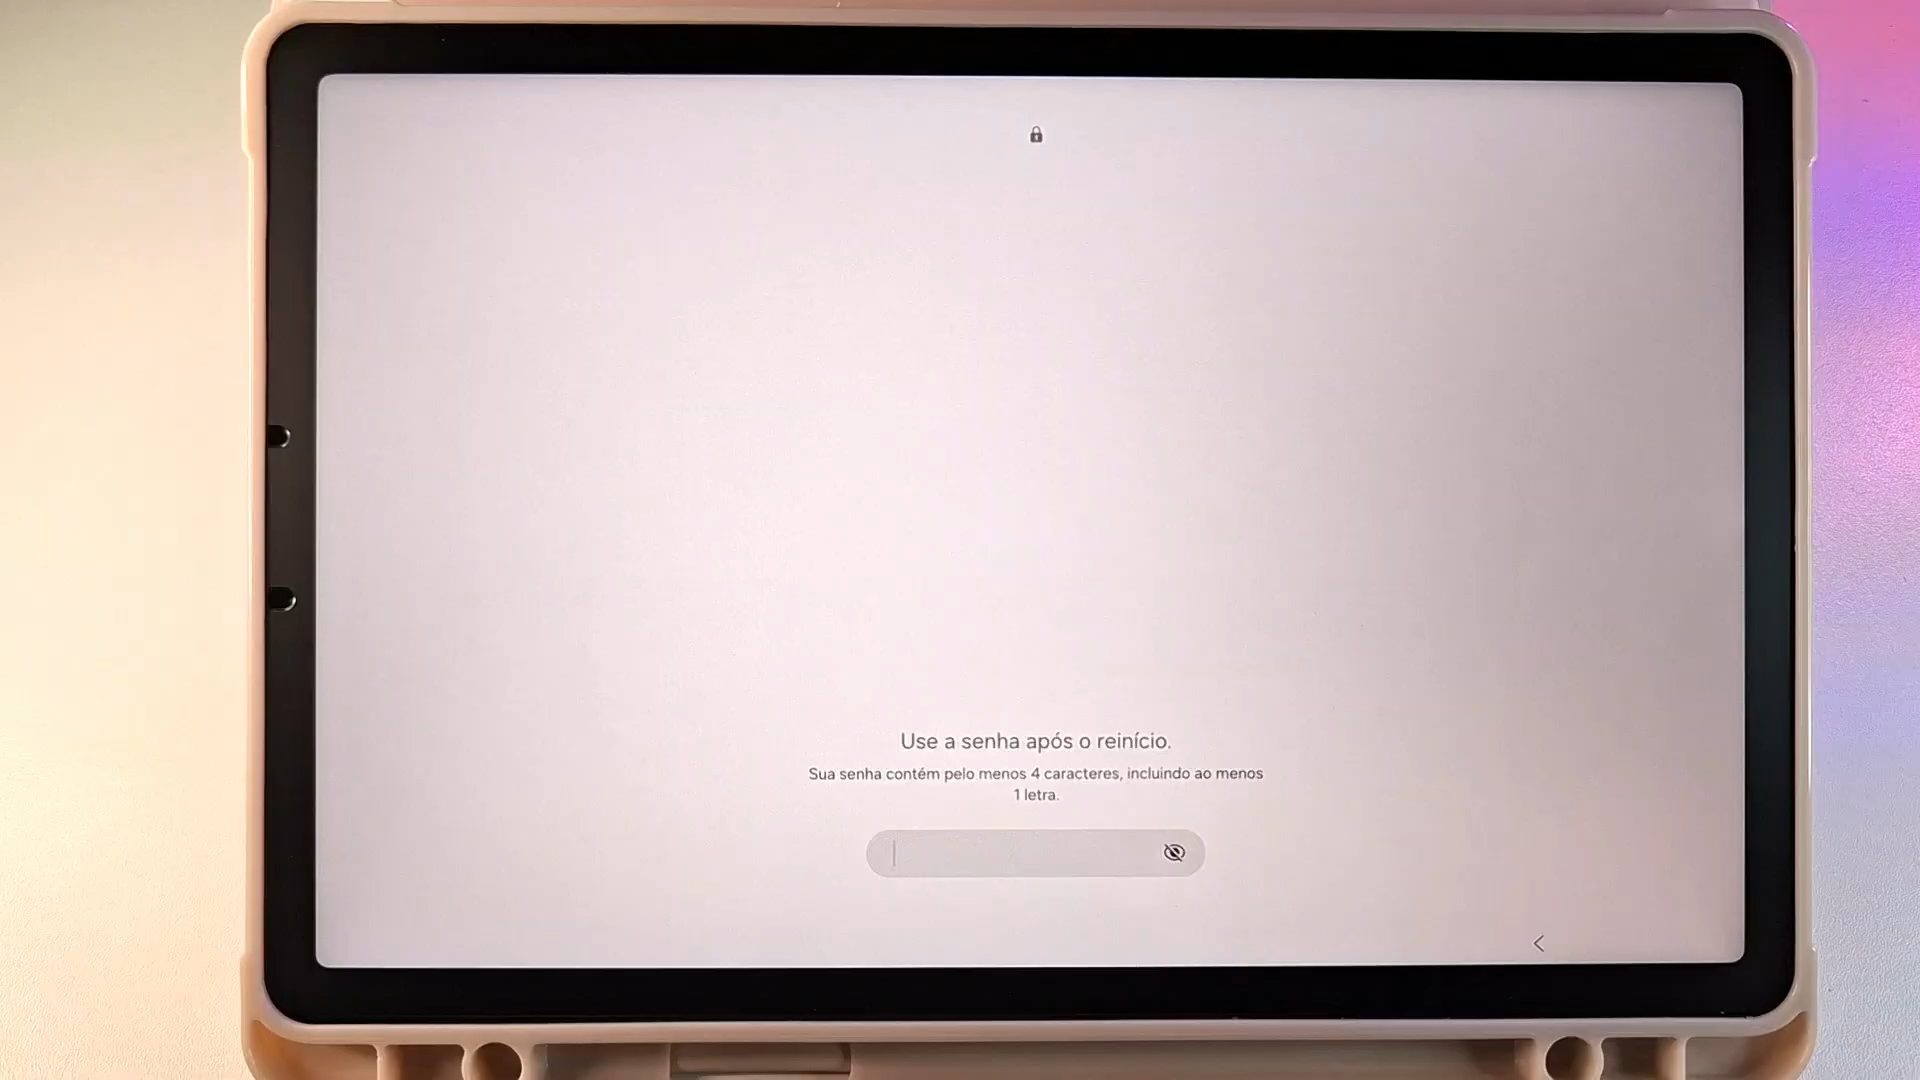 Use a senha após o reinício.
Sua senha contém pelo menos 4 caracteres, incluindo ao menos
1 letra.